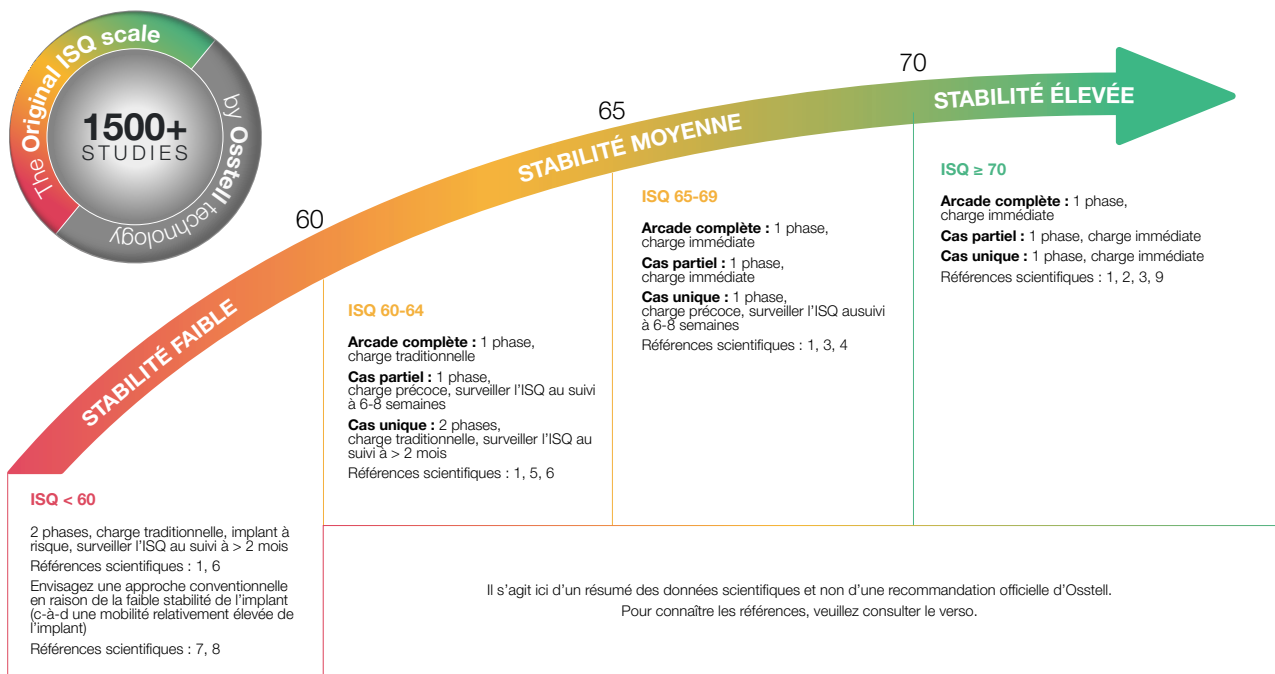 The Original ISQ scale
by Osstell technology
1500+
STUDIES
60
65
70
STABILITÉ FAIBLE
STABILITÉ MOYENNE
STABILITÉ ÉLEVÉE
ISQ < 60
2 phases, charge traditionnelle, implant à
risque, surveiller l’ISQ au suivi à > 2 mois
Références scientifiques : 1, 6
Envisagez une approche conventionnelle
en raison de la faible stabilité de l’implant
(c-à-d une mobilité relativement élevée de
l’implant)
Références scientifiques : 7, 8
ISQ 60-64
Arcade complète : 1 phase,
charge traditionnelle
Cas partiel : 1 phase,
charge précoce, surveiller l’ISQ au suivi
à 6-8 semaines
Cas unique : 2 phases,
charge traditionnelle, surveiller l’ISQ au
suivi à > 2 mois
Références scientifiques : 1, 5, 6
ISQ 65-69
Arcade complète : 1 phase,
charge immédiate
Cas partiel : 1 phase,
charge immédiate
Cas unique : 1 phase,
charge précoce, surveiller l’ISQ ausuivi
à 6-8 semaines
Références scientifiques : 1, 3, 4
ISQ ≥ 70
Arcade complète : 1 phase,
charge immédiate
Cas partiel : 1 phase, charge immédiate
Cas unique : 1 phase, charge immédiate
Références scientifiques : 1, 2, 3, 9
Il s’agit ici d’un résumé des données scientifiques et non d’une recommandation officielle d’Osstell.
Pour connaître les références, veuillez consulter le verso.